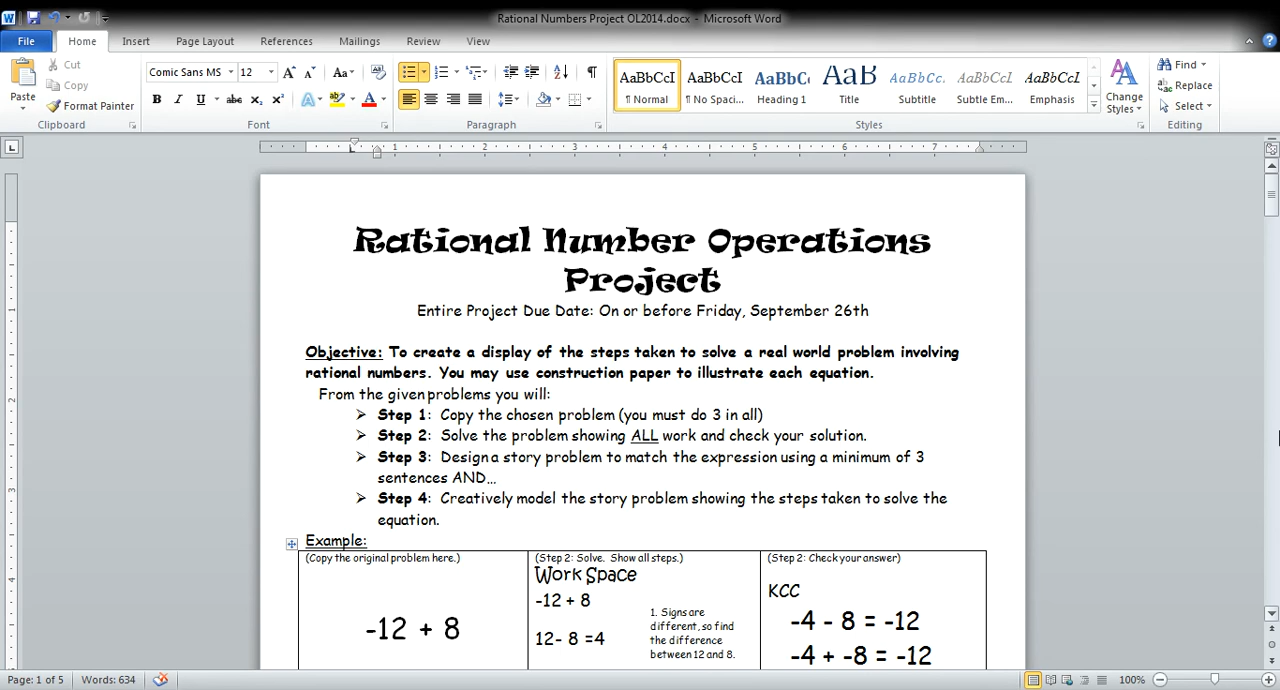 Rational Numbers Project OL2014.docx - Microsoft Word
File Home Insert Page Layout References Mailings Review View
Cut
Copy
Format Painter
Paste
Clipboard
Comic Sans MS 12
Font
Paragraph
AaBbCcI AaBbCcI AaBbC AaB AaBbCc. AaBbCcI AaBbCcI
¶ Normal ¶ No Spaci... Heading 1 Title Subtitle Subtle Em... Emphasis
Styles
Change Styles
Find
Replace
Select
Editing
1 2 3 4 5 6 7
Rational Number Operations
Project
Entire Project Due Date: On or before Friday, September 26th
Objective: To create a display of the steps taken to solve a real world problem involving
rational numbers. You may use construction paper to illustrate each equation.
From the given problems you will:
➢ Step 1: Copy the chosen problem (you must do 3 in all)
➢ Step 2: Solve the problem showing ALL work and check your solution.
➢ Step 3: Design a story problem to match the expression using a minimum of 3
sentences AND…
➢ Step 4: Creatively model the story problem showing the steps taken to solve the
equation.
Example:
(Copy the original problem here.)
-12 + 8
(Step 2: Solve. Show all steps.)
Work Space
-12 + 8
12- 8 =4
1. Signs are
different, so find
the difference
between 12 and 8.
(Step 2: Check your answer)
KCC
-4 - 8 = -12
-4 + -8 = -12
Page: 1 of 5 Words: 634 100%